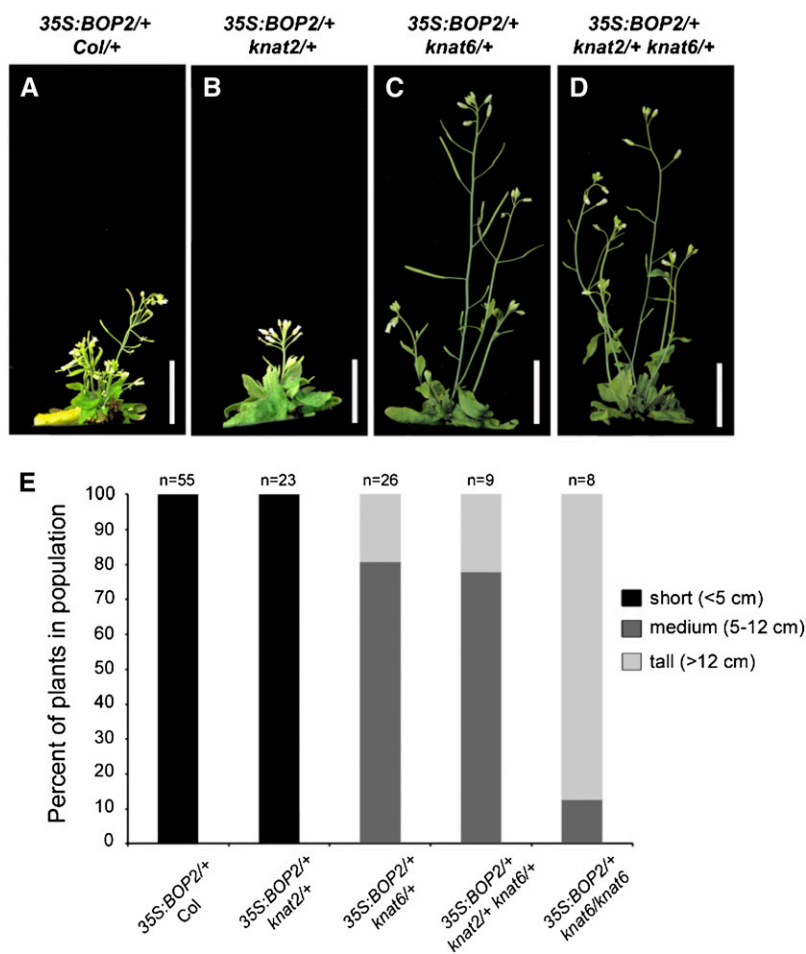 35S:BOP2/+
Col/+
35S:BOP2/+
knat2/+
35S:BOP2/+
knat6/+
35S:BOP2/+
knat2/+ knat6/+
A
B
C
D
E
n=55
n=23
n=26
n=9
n=8
Percent of plants in population
100
90
80
70
60
50
40
30
20
10
0
short (<5 cm)
medium (5-12 cm)
tall (>12 cm)
35S:BOP2/+
Col
35S:BOP2/+
knat2/+
35S:BOP2/+
knat6/+
35S:BOP2/+
knat2/+ knat6/+
35S:BOP2/+
knat6/knat6